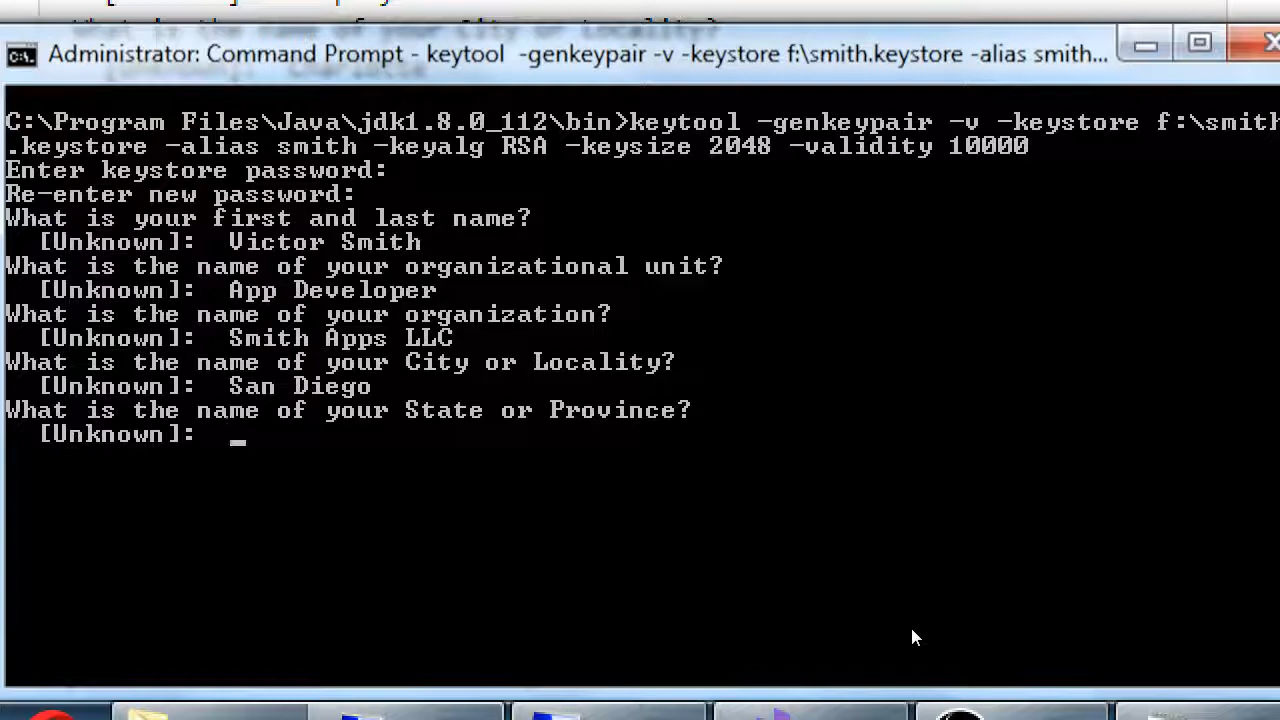 Administrator: Command Prompt - keytool -genkeypair -v -keystore f:\smith.keystore -alias smith...
C:\Program Files\Java\jdk1.8.0_112\bin>keytool -genkeypair -v -keystore f:\smith
.keystore -alias smith -keyalg RSA -keysize 2048 -validity 10000
Enter keystore password:
Re-enter new password:
What is your first and last name?
[Unknown]: Victor Smith
What is the name of your organizational unit?
[Unknown]: App Developer
What is the name of your organization?
[Unknown]: Smith Apps LLC
What is the name of your City or Locality?
[Unknown]: San Diego
What is the name of your State or Province?
[Unknown]: _